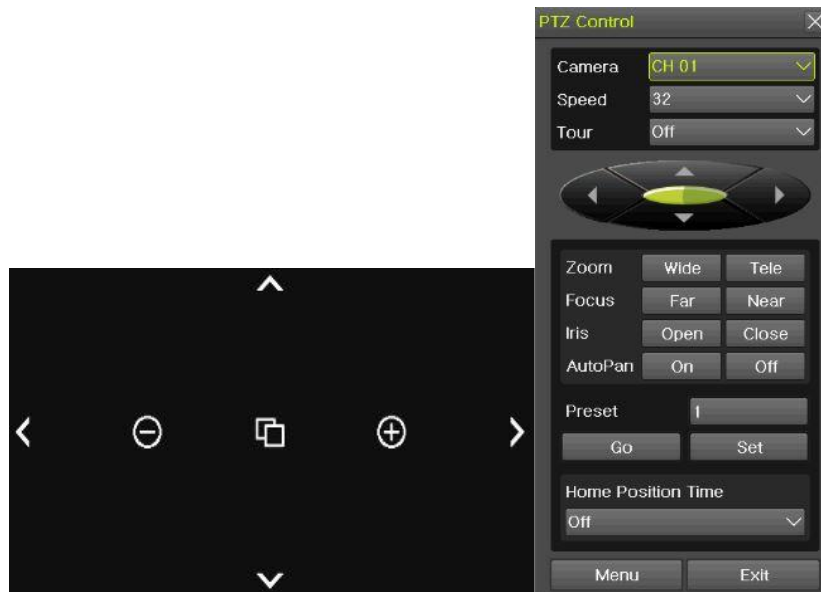 PTZ Control
Camera CH 01
Speed 32
Tour Off
Zoom Wide Tele
Focus Far Near
Iris Open Close
AutoPan On Off
Preset 1
Go Set
Home Position Time
Off
Menu Exit